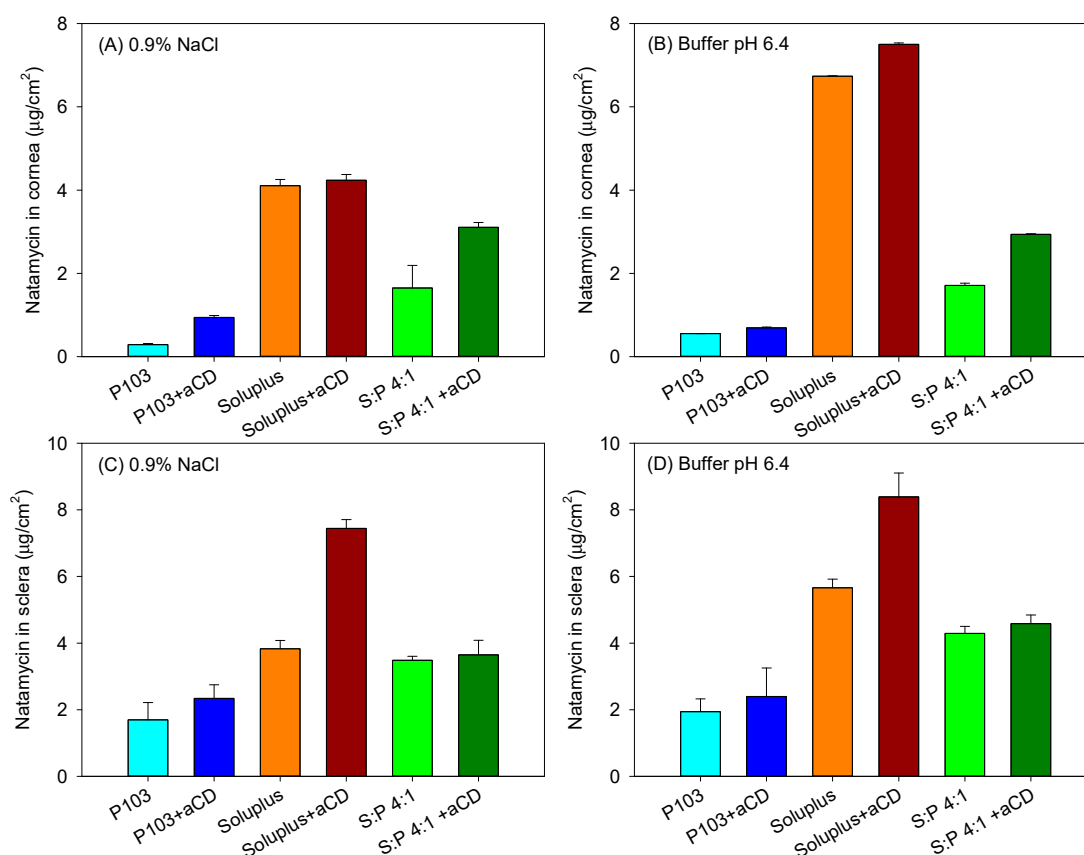 (A) 0.9% NaCl
Natamycin in cornea (µg/cm²)
8
6
4
2
0
P103
P103+aCD
Soluplus
Soluplus+aCD
S:P 4:1
S:P 4:1 +aCD
(B) Buffer pH 6.4
Natamycin in cornea (µg/cm²)
8
6
4
2
0
P103
P103+aCD
Soluplus
Soluplus+aCD
S:P 4:1
S:P 4:1 +aCD
(C) 0.9% NaCl
Natamycin in sclera (µg/cm²)
10
8
6
4
2
0
P103
P103+aCD
Soluplus
Soluplus+aCD
S:P 4:1
S:P 4:1 +aCD
(D) Buffer pH 6.4
Natamycin in sclera (µg/cm²)
10
8
6
4
2
0
P103
P103+aCD
Soluplus
Soluplus+aCD
S:P 4:1
S:P 4:1 +aCD